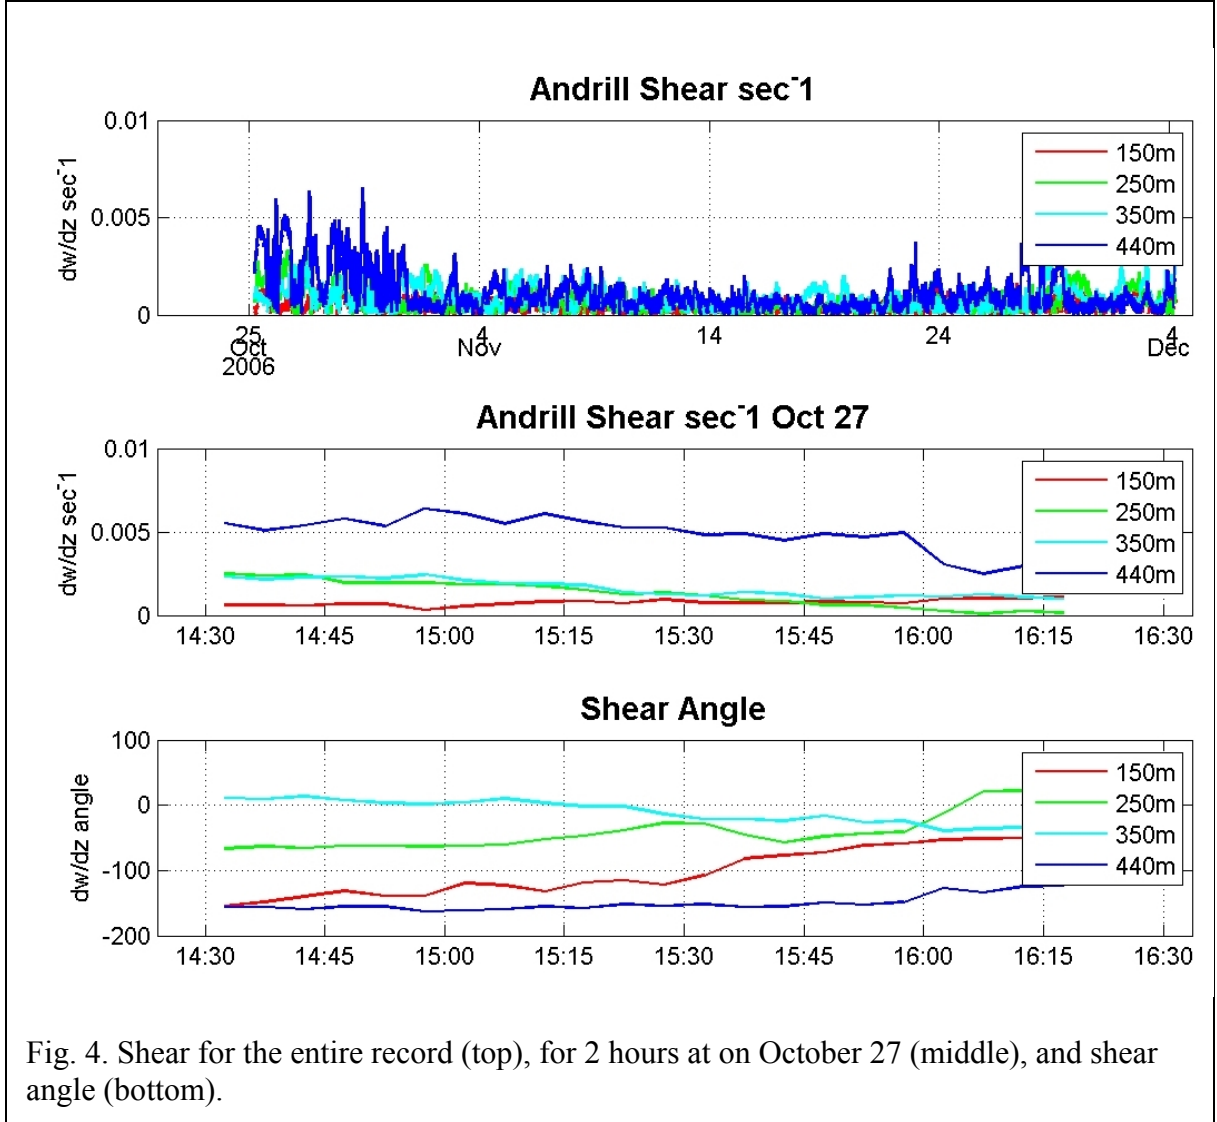 Andrill Shear sec⁻1
0.01
0.005
0
dw/dz sec⁻1
150m
250m
350m
440m
25 4 14 24 4
Oct Nov Dec
2006
Andrill Shear sec⁻1 Oct 27
0.01
0.005
0
dw/dz sec⁻1
150m
250m
350m
440m
14:30 14:45 15:00 15:15 15:30 15:45 16:00 16:15 16:30
Shear Angle
100
0
-100
-200
dw/dz angle
150m
250m
350m
440m
14:30 14:45 15:00 15:15 15:30 15:45 16:00 16:15 16:30
Fig. 4. Shear for the entire record (top), for 2 hours at on October 27 (middle), and shear
angle (bottom).